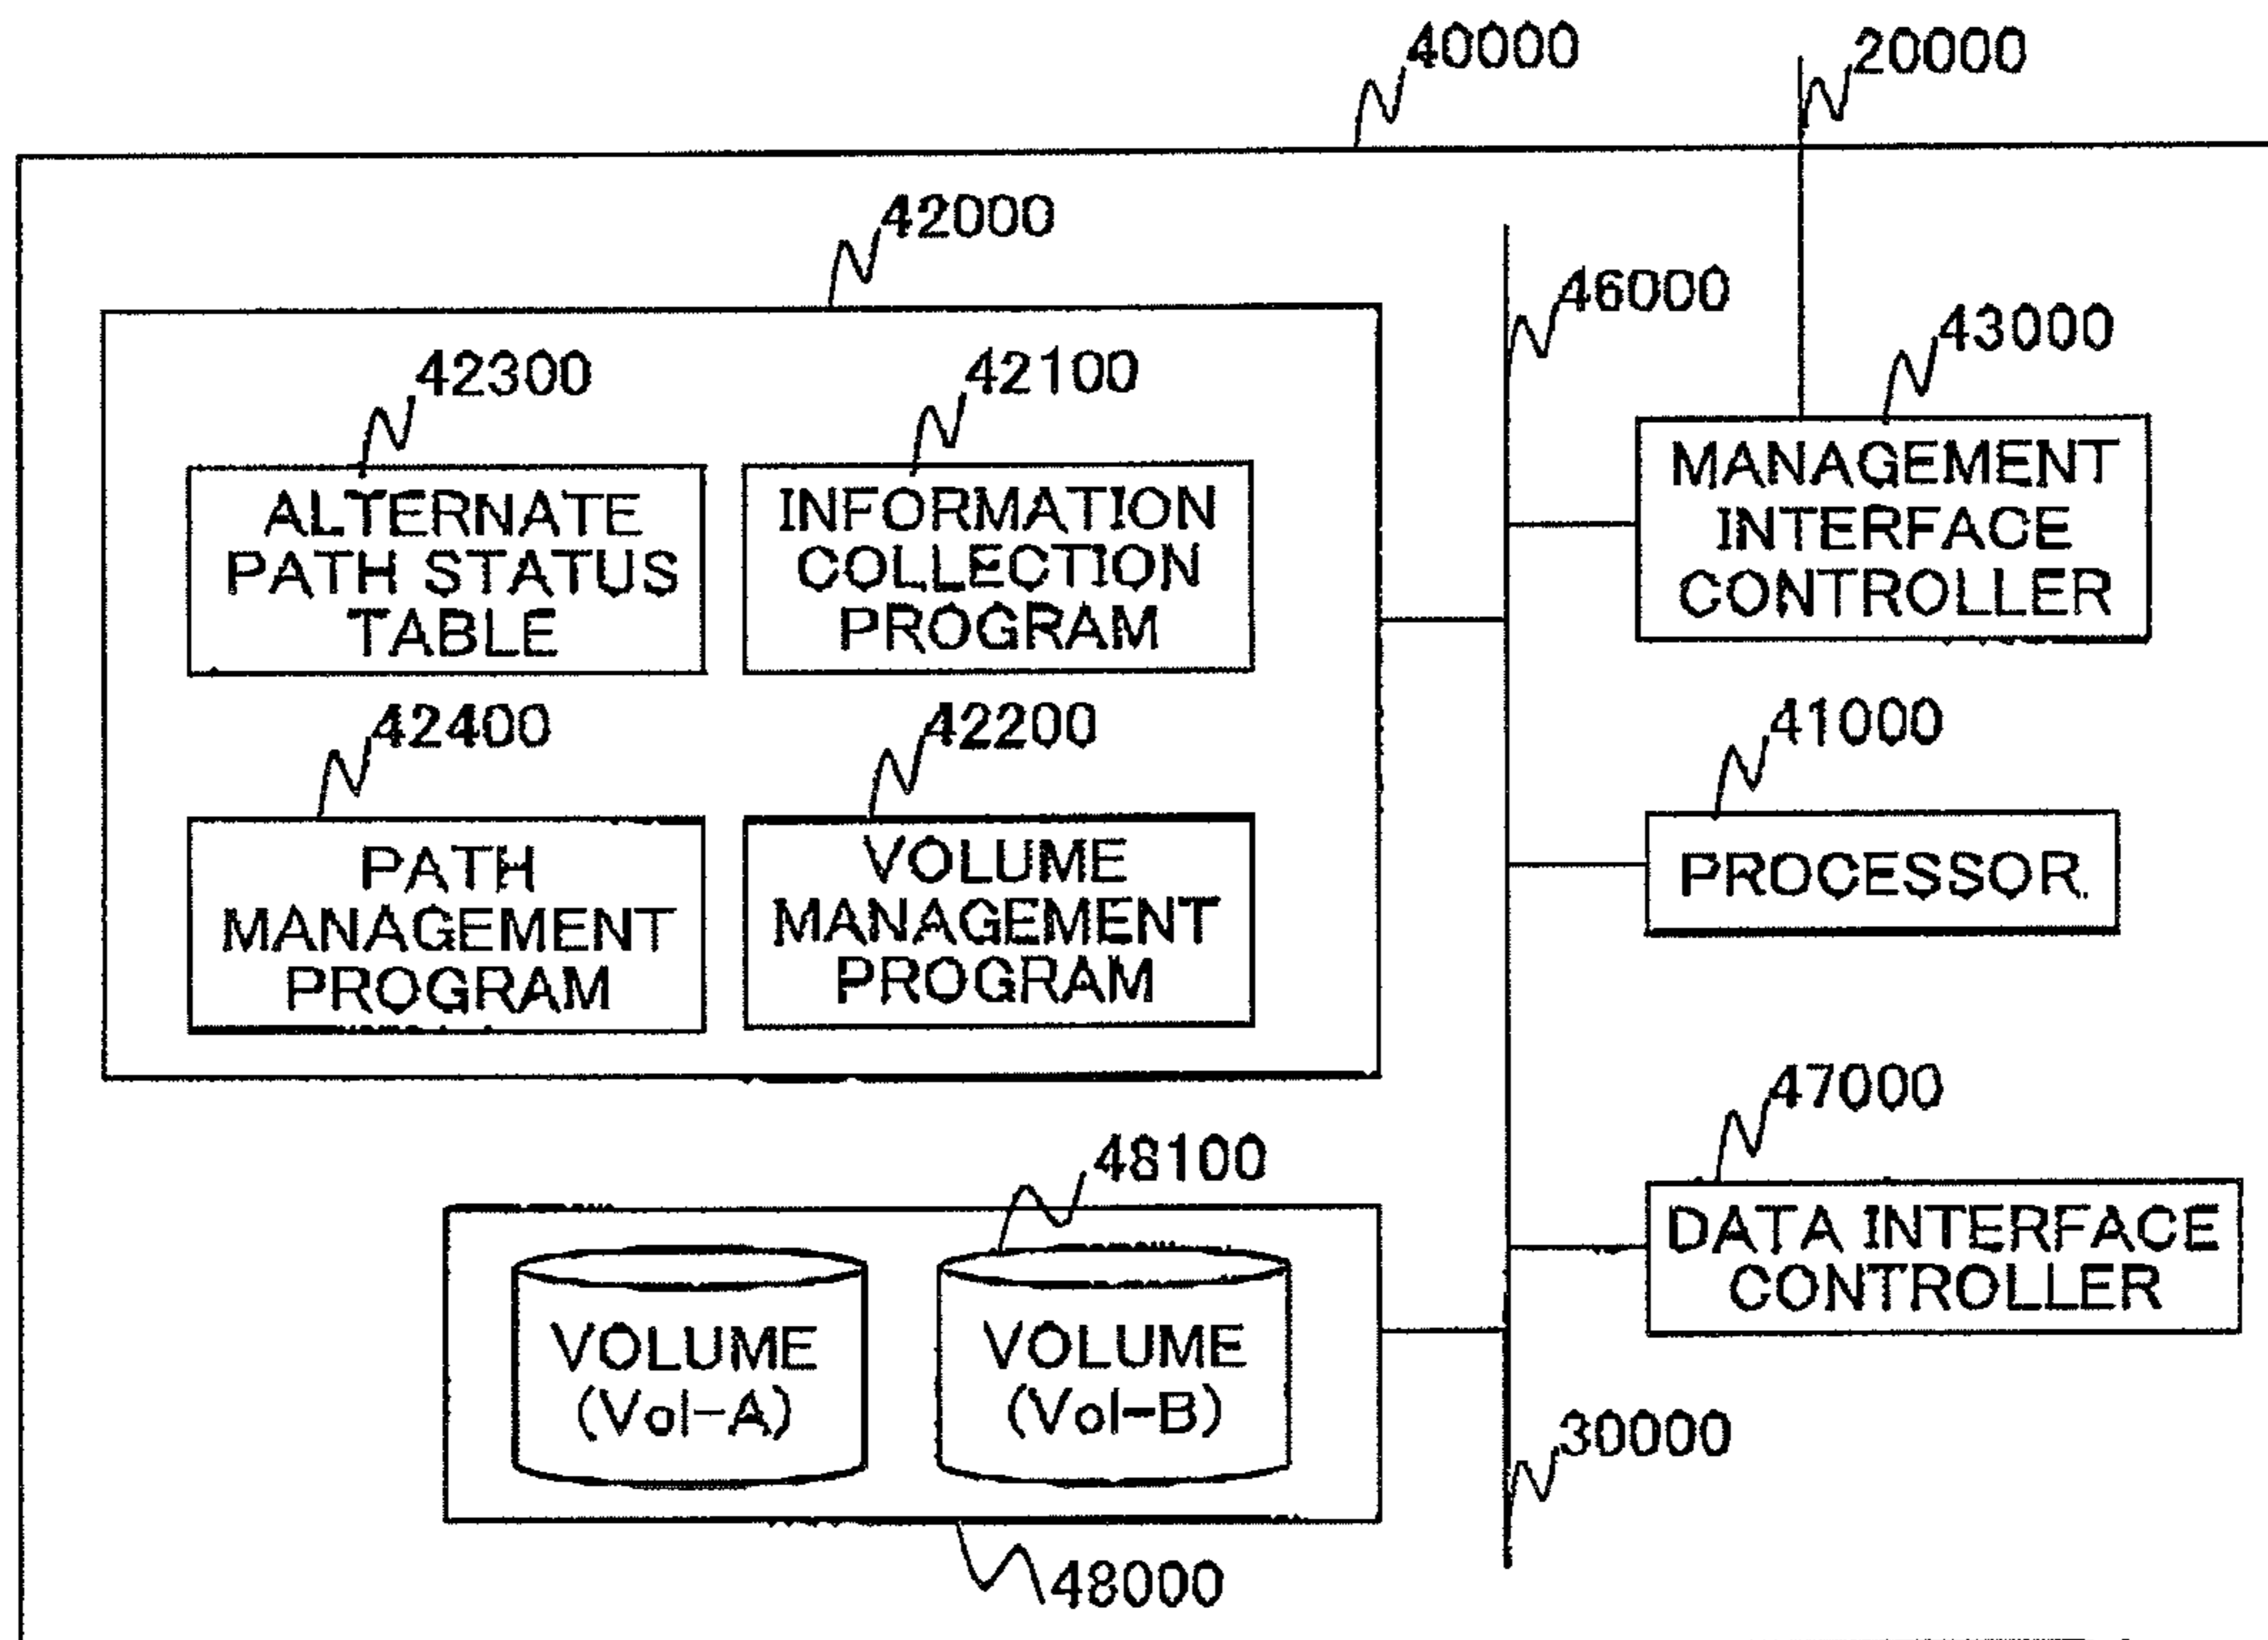 40000
20000
42000
46000
43000
42300
42100
ALTERNATE
PATH STATUS
TABLE
INFORMATION
COLLECTION
PROGRAM
MANAGEMENT
INTERFACE
CONTROLLER
42400
42200
41000
PATH
MANAGEMENT
PROGRAM
VOLUME
MANAGEMENT
PROGRAM
PROCESSOR
47000
48100
DATA INTERFACE
CONTROLLER
VOLUME
(Vol-A)
VOLUME
(Vol-B)
30000
48000